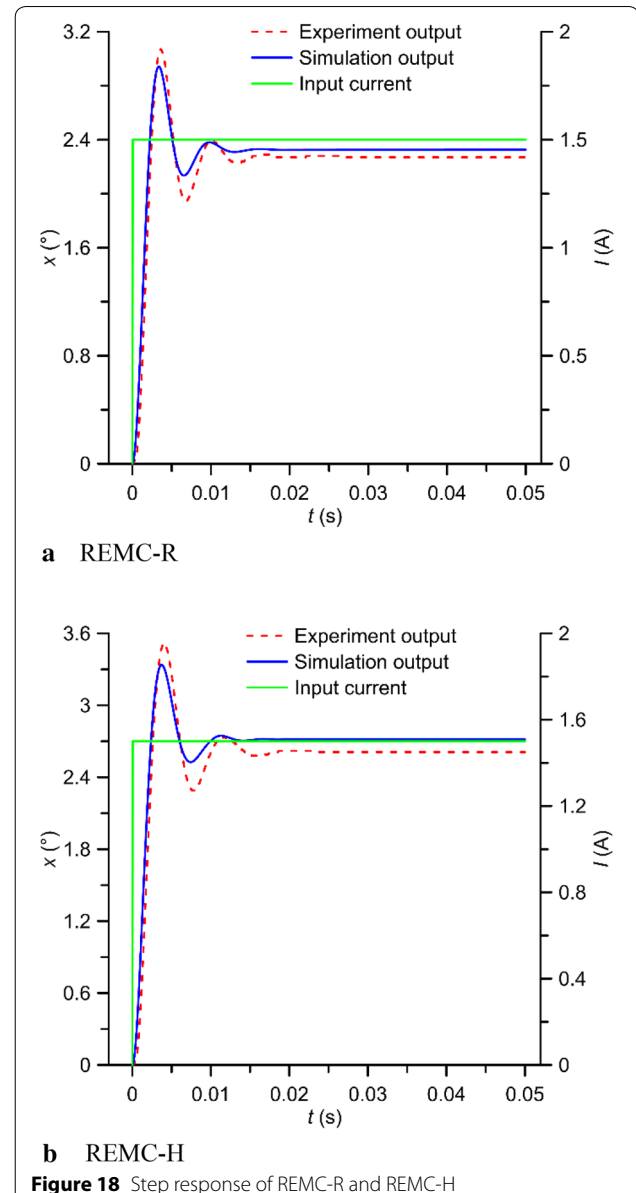 3.2
2.4
1.6
0.8
0
x (°)
Experiment output
Simulation output
Input current
2
1.5
1
0.5
0
I (A)
0 0.01 0.02 0.03 0.04 0.05
t (s)
a REMC-R
3.6
3
2.6
1.8
1.2
0.6
0
x (°)
Experiment output
Simulation output
Input current
2
1.6
1.2
0.8
0.4
0
I (A)
0 0.01 0.02 0.03 0.04 0.05
t (s)
b REMC-H
Figure 18 Step response of REMC-R and REMC-H